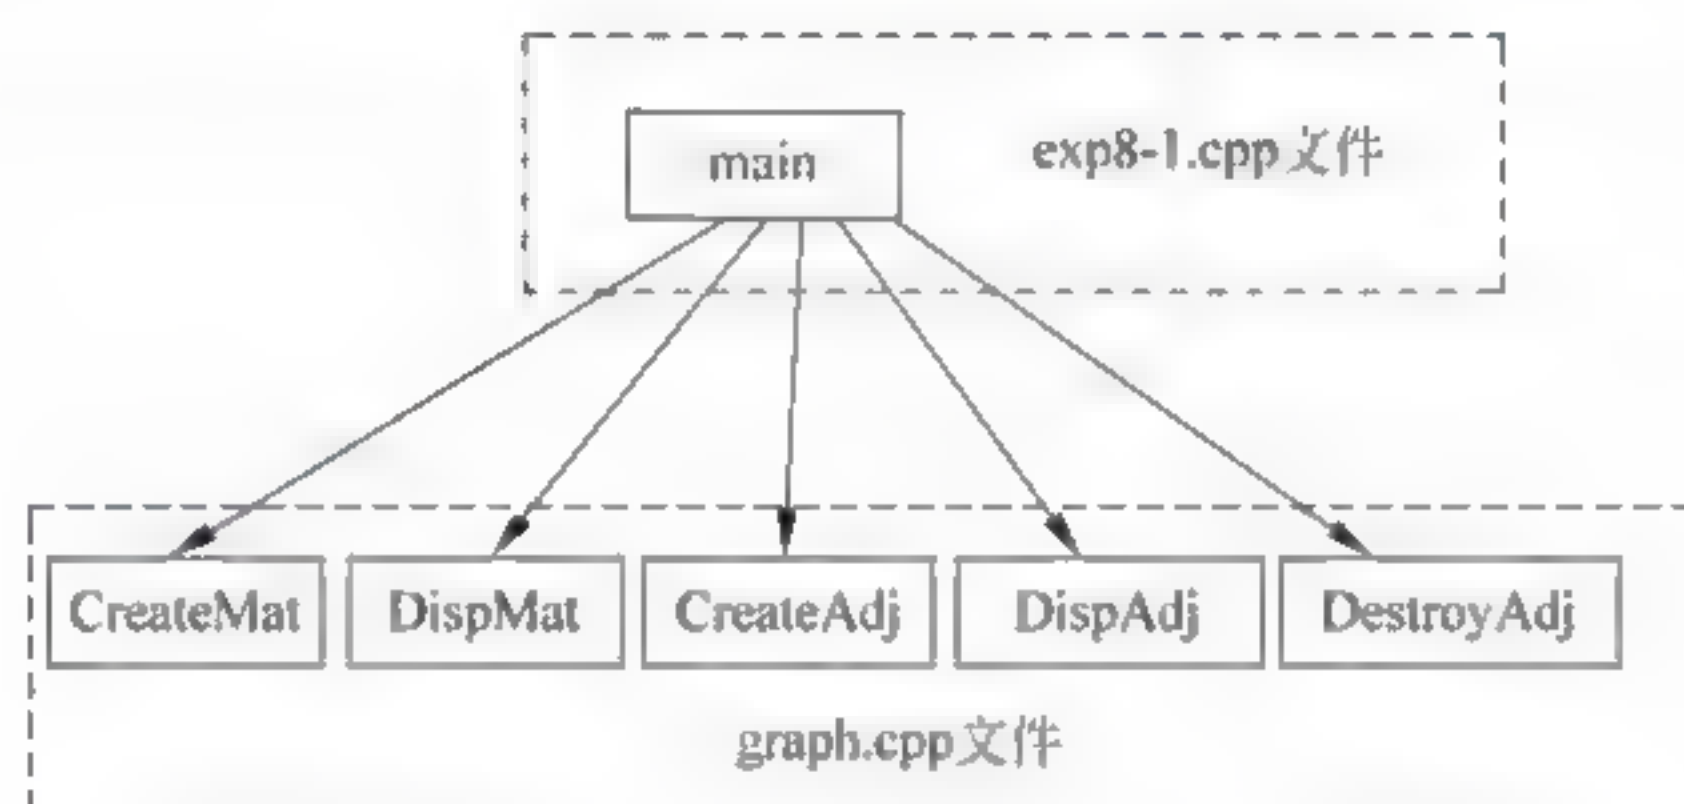 main
exp8-1.cpp文件
CreateMat
DispMat
CreateAdj
DispAdj
DestroyAdj
graph.cpp文件